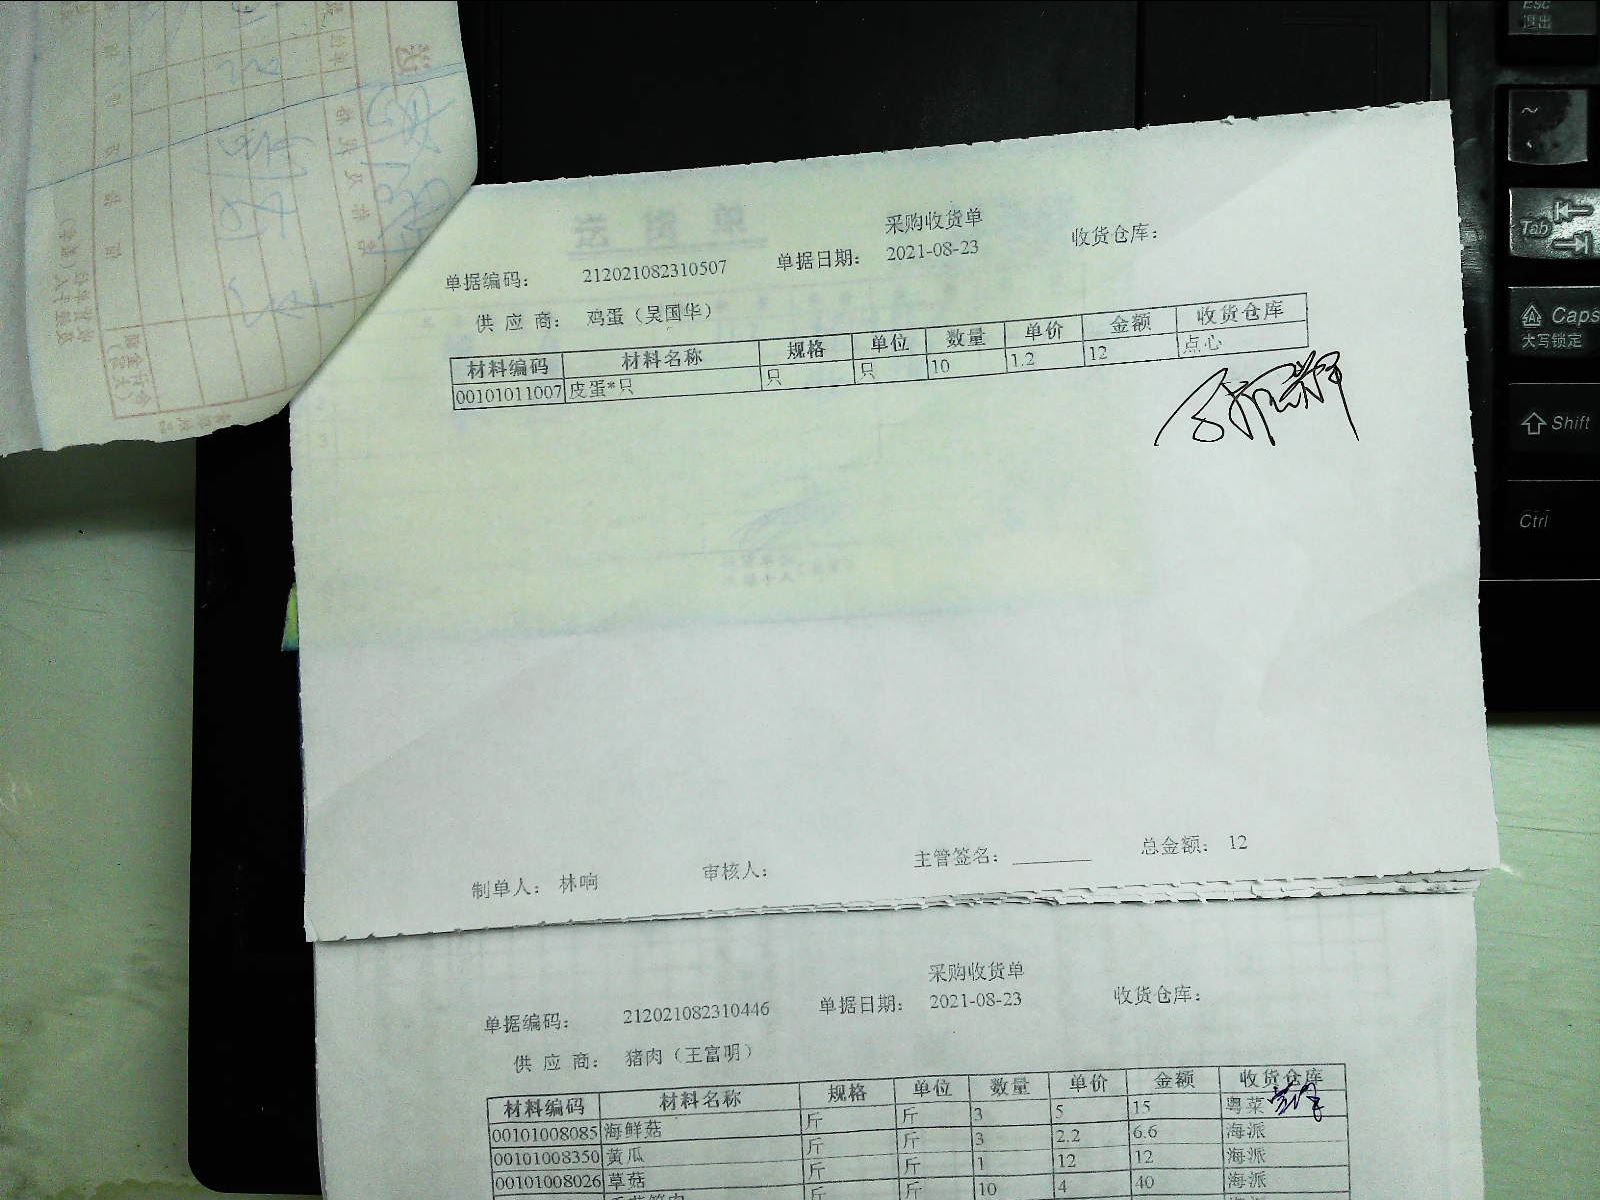 采购收货单
单据编码： 212021082310507 单据日期： 2021-08-23 收货仓库：
供 应 商： 鸡蛋（吴国华）
材料编码 材料名称 规格 单位 数量 单价 金额 收货仓库
00101011007 皮蛋*只 只 只 10 1.2 12 点心
制单人： 林响 审核人： 主管签名： 总金额： 12
采购收货单
单据编码： 212021082310446 单据日期： 2021-08-23 收货仓库：
供 应 商： 猪肉（王富明）
材料编码 材料名称 规格 单位 数量 单价 金额 收货仓库
00101008085 海鲜菇 斤 斤 3 5 15 粤菜
00101008350 黄瓜 斤 斤 3 2.2 6.6 海派
00101008026 草菇 斤 斤 1 12 12 海派
斤 斤 10 4 40 海派
送货单
Esc
退出
~
Tab
Caps
大写锁定
Shift
Ctrl